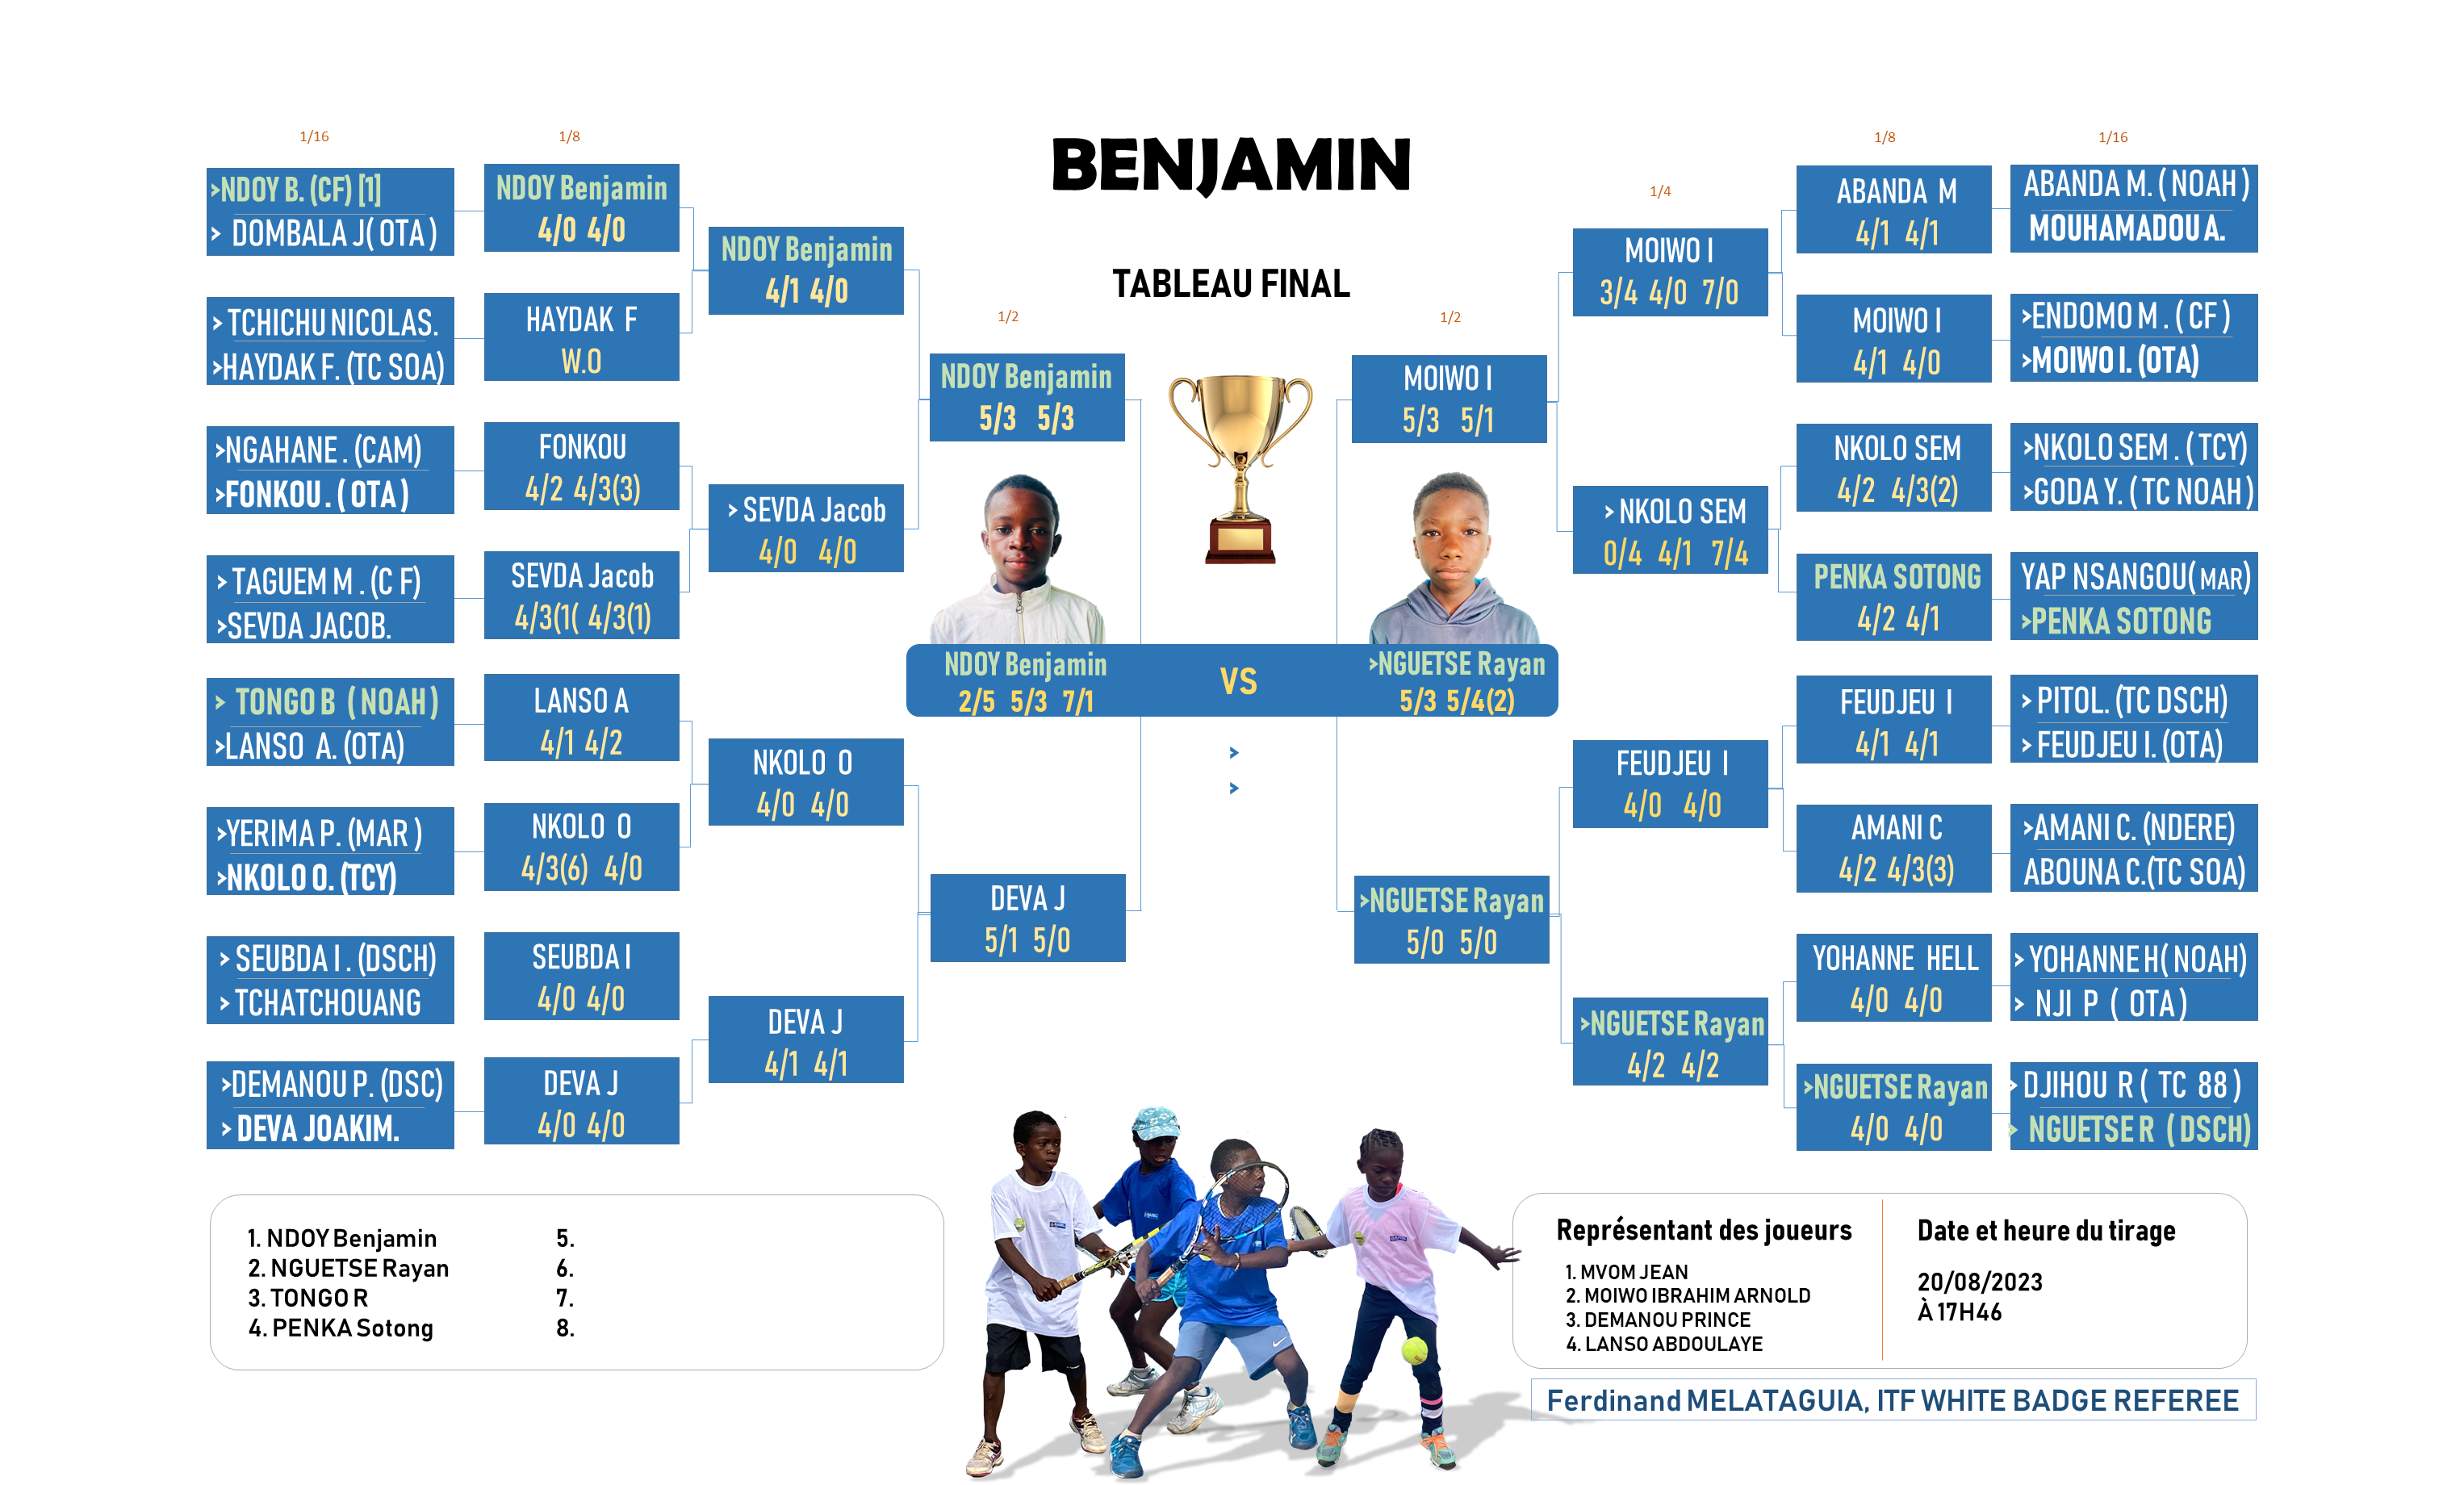 BENJAMIN
TABLEAU FINAL
1/16
1/8
>NDOY B. (CF) [1]
> DOMBALA J( OTA )
> TCHICHU NICOLAS.
>HAYDAK F. (TC SOA)
>NGAHANE . (CAM)
>FONKOU . ( OTA )
> TAGUEM M . (C F)
>SEVDA JACOB.
> TONGO B ( NOAH )
>LANSO A. (OTA)
>YERIMA P. (MAR )
>NKOLO O. (TCY)
> SEUBDA I . (DSCH)
> TCHATCHOUANG
>DEMANOU P. (DSC)
> DEVA JOAKIM.
NDOY Benjamin
4/0 4/0
HAYDAK F
W.O
FONKOU
4/2 4/3(3)
SEVDA Jacob
4/3(1( 4/3(1)
LANSO A
4/1 4/2
NKOLO O
4/3(6) 4/0
SEUBDA I
4/0 4/0
DEVA J
4/0 4/0
NDOY Benjamin
4/1 4/0
> SEVDA Jacob
4/0 4/0
NKOLO O
4/0 4/0
DEVA J
4/1 4/1
1/2
NDOY Benjamin
5/3 5/3
DEVA J
5/1 5/0
NDOY Benjamin
2/5 5/3 7/1
VS
>NGUETSE Rayan
5/3 5/4(2)
>
>
1/2
MOIWO I
5/3 5/1
>NGUETSE Rayan
5/0 5/0
1/4
MOIWO I
3/4 4/0 7/0
> NKOLO SEM
0/4 4/1 7/4
FEUDJEU I
4/0 4/0
>NGUETSE Rayan
4/2 4/2
1/8
ABANDA M
4/1 4/1
MOIWO I
4/1 4/0
NKOLO SEM
4/2 4/3(2)
PENKA SOTONG
4/2 4/1
FEUDJEU I
4/1 4/1
AMANI C
4/2 4/3(3)
YOHANNE HELL
4/0 4/0
>NGUETSE Rayan
4/0 4/0
1/16
ABANDA M. ( NOAH )
MOUHAMADOU A.
>ENDOMO M . ( CF )
>MOIWO I. (OTA)
>NKOLO SEM . ( TCY)
>GODA Y. ( TC NOAH )
YAP NSANGOU( MAR)
>PENKA SOTONG
> PITOL. (TC DSCH)
> FEUDJEU I. (OTA)
>AMANI C. (NDERE)
ABOUNA C.(TC SOA)
> YOHANNE H( NOAH)
> NJI P ( OTA )
> DJIHOU R ( TC 88 )
> NGUETSE R ( DSCH)
1. NDOY Benjamin
2. NGUETSE Rayan
3. TONGO R
4. PENKA Sotong
5.
6.
7.
8.
Représentant des joueurs
1. MVOM JEAN
2. MOIWO IBRAHIM ARNOLD
3. DEMANOU PRINCE
4. LANSO ABDOULAYE
Date et heure du tirage
20/08/2023
À 17H46
Ferdinand MELATAGUIA, ITF WHITE BADGE REFEREE